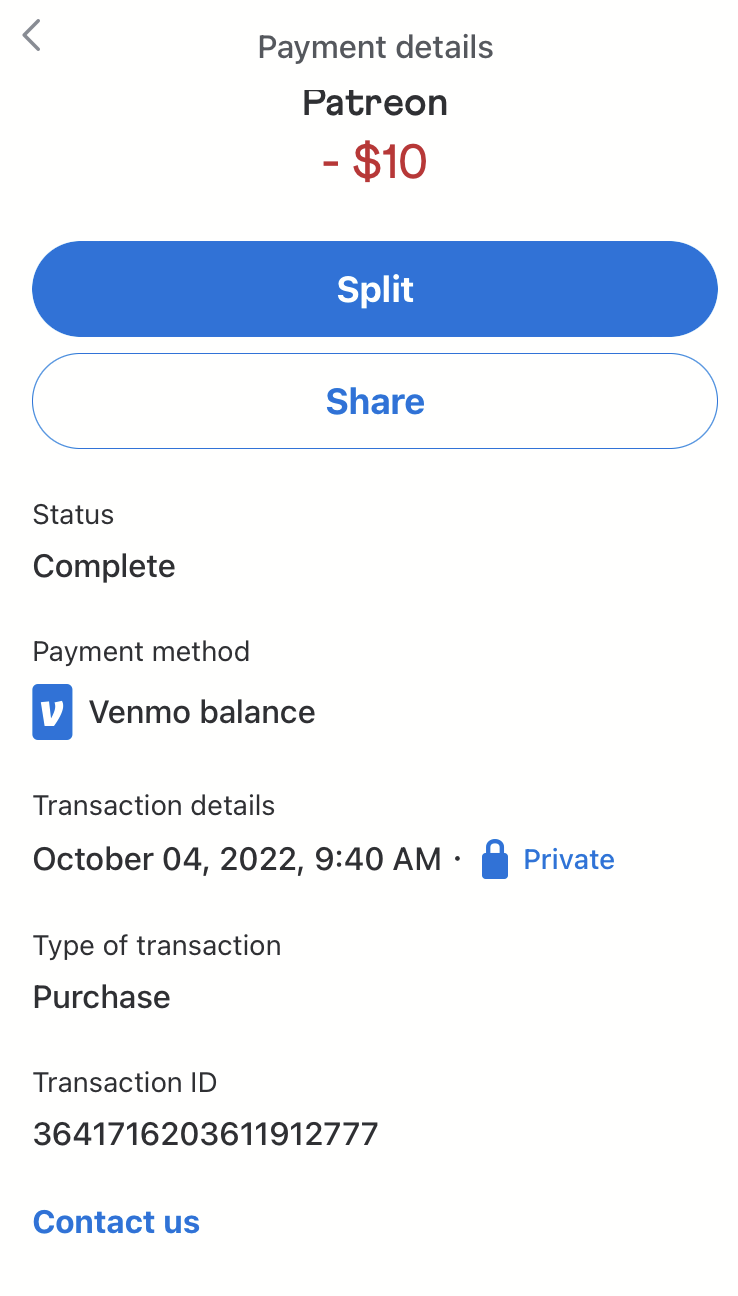 Payment details
Patreon
- $10
Split
Share
Status
Complete
Payment method
Venmo balance
Transaction details
October 04, 2022, 9:40 AM · Private
Type of transaction
Purchase
Transaction ID
3641716203611912777
Contact us